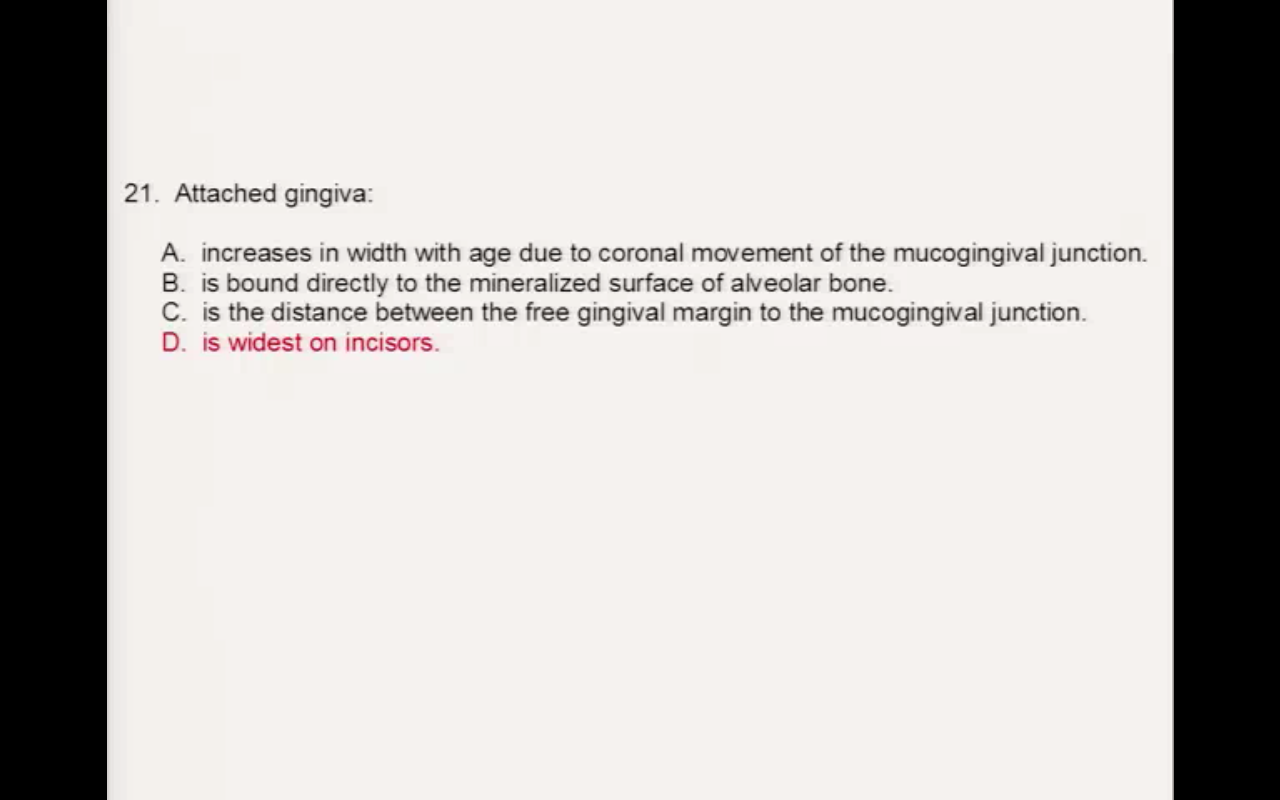 21. Attached gingiva:
A. increases in width with age due to coronal movement of the mucogingival junction.
B. is bound directly to the mineralized surface of alveolar bone.
C. is the distance between the free gingival margin to the mucogingival junction.
D. is widest on incisors.